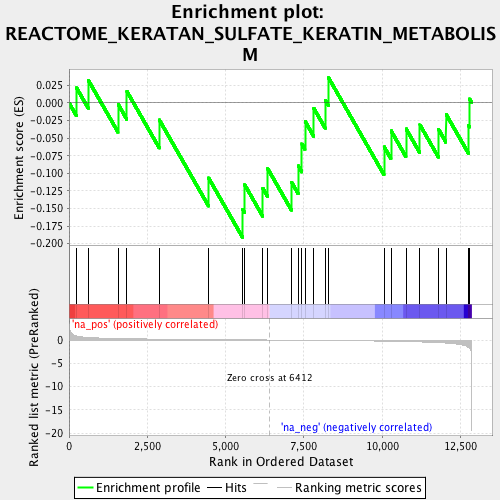 Enrichment plot:
REACTOME_KERATAN_SULFATE_KERATIN_METABOLIS
M
Enrichment score (ES)
0.025
0.000
-0.025
-0.050
-0.075
-0.100
-0.125
-0.150
-0.175
-0.200
'na_pos' (positively correlated)
Ranked list metric (PreRanked)
0
-5
-10
-15
-20
Zero cross at 6412
'na_neg' (negatively correlated)
0
2,500
5,000
7,500
10,000
12,500
Rank in Ordered Dataset
Enrichment profile
Hits
Ranking metric scores